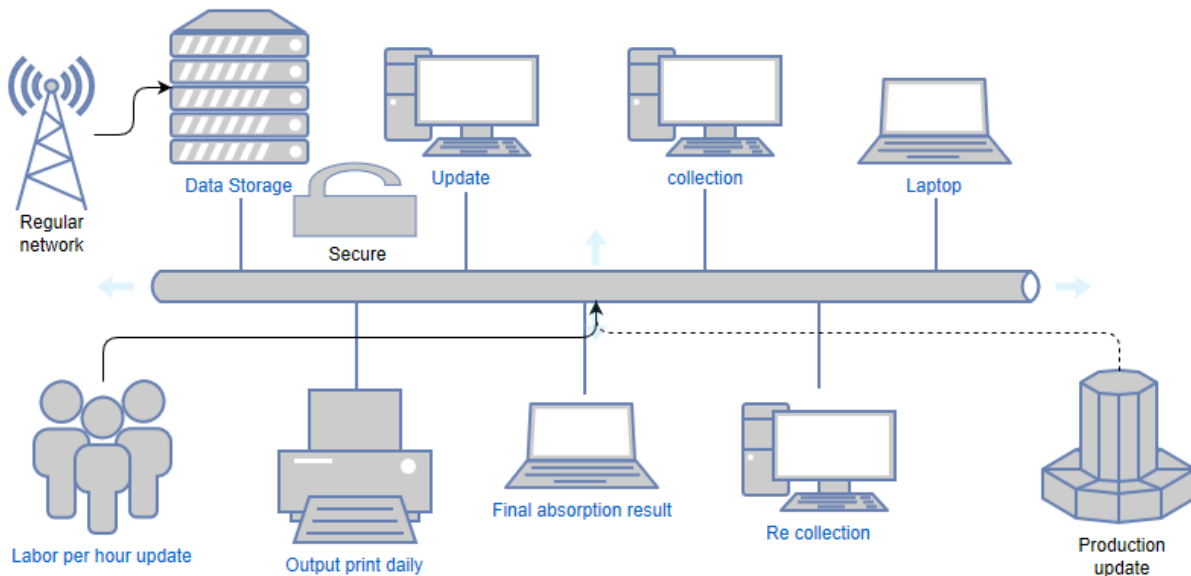 Data Storage
Update
collection
Laptop
Regular
network
Secure
Labor per hour update
Output print daily
Final absorption result
Re collection
Production
update